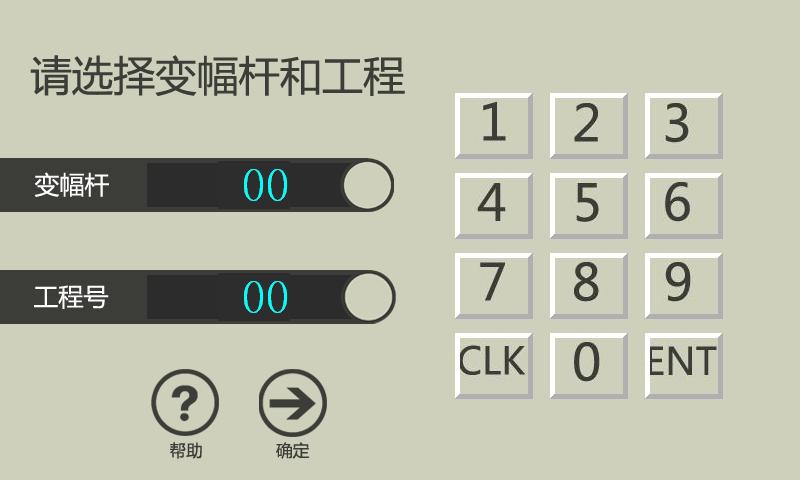 请选择变幅杆和工程
变幅杆 00
工程号 00
?
帮助 确定
1 2 3
4 5 6
7 8 9
CLK 0 ENT